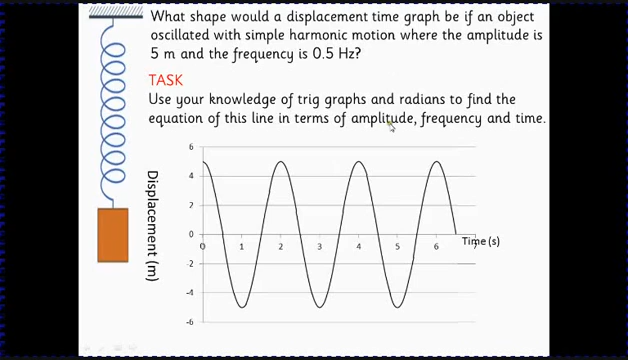 What shape would a displacement time graph be if an object
oscillated with simple harmonic motion where the amplitude is
5 m and the frequency is 0.5 Hz?
TASK
Use your knowledge of trig graphs and radians to find the
equation of this line in terms of amplitude, frequency and time.
Displacement (m)
6
4
2
0
-2
-4
-6
0 1 2 3 4 5 6
Time (s)